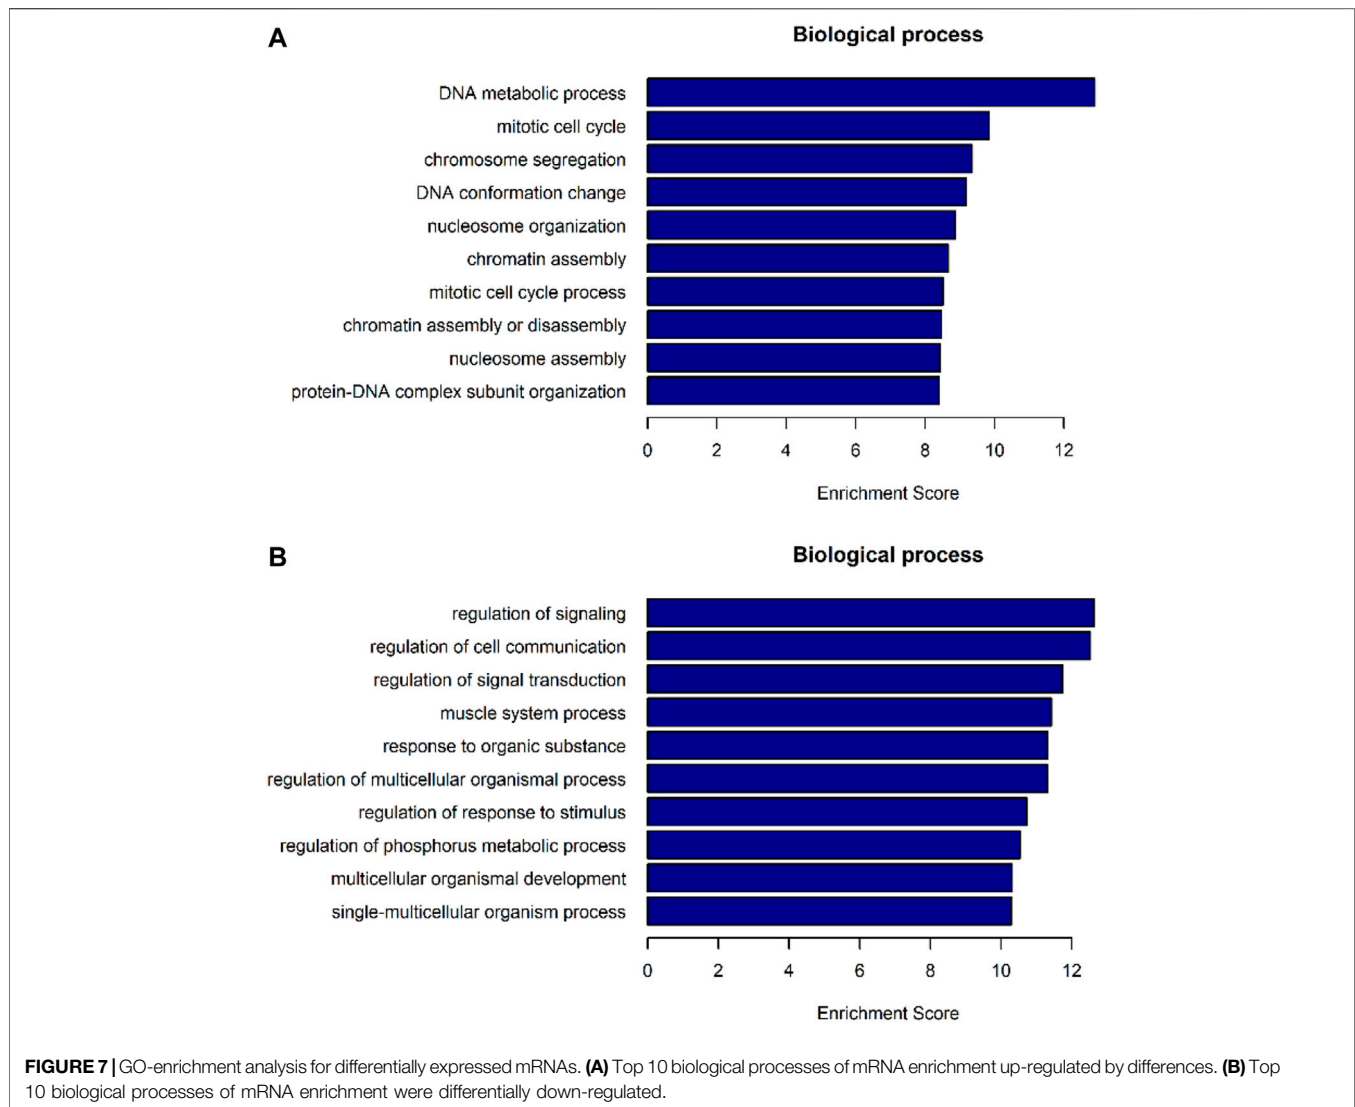 A
Biological process
DNA metabolic process
mitotic cell cycle
chromosome segregation
DNA conformation change
nucleosome organization
chromatin assembly
mitotic cell cycle process
chromatin assembly or disassembly
nucleosome assembly
protein-DNA complex subunit organization
0 2 4 6 8 10 12
Enrichment Score
B
Biological process
regulation of signaling
regulation of cell communication
regulation of signal transduction
muscle system process
response to organic substance
regulation of multicellular organismal process
regulation of response to stimulus
regulation of phosphorus metabolic process
multicellular organismal development
single-multicellular organism process
0 2 4 6 8 10 12
Enrichment Score
FIGURE 7 | GO-enrichment analysis for differentially expressed mRNAs. (A) Top 10 biological processes of mRNA enrichment up-regulated by differences. (B) Top
10 biological processes of mRNA enrichment were differentially down-regulated.